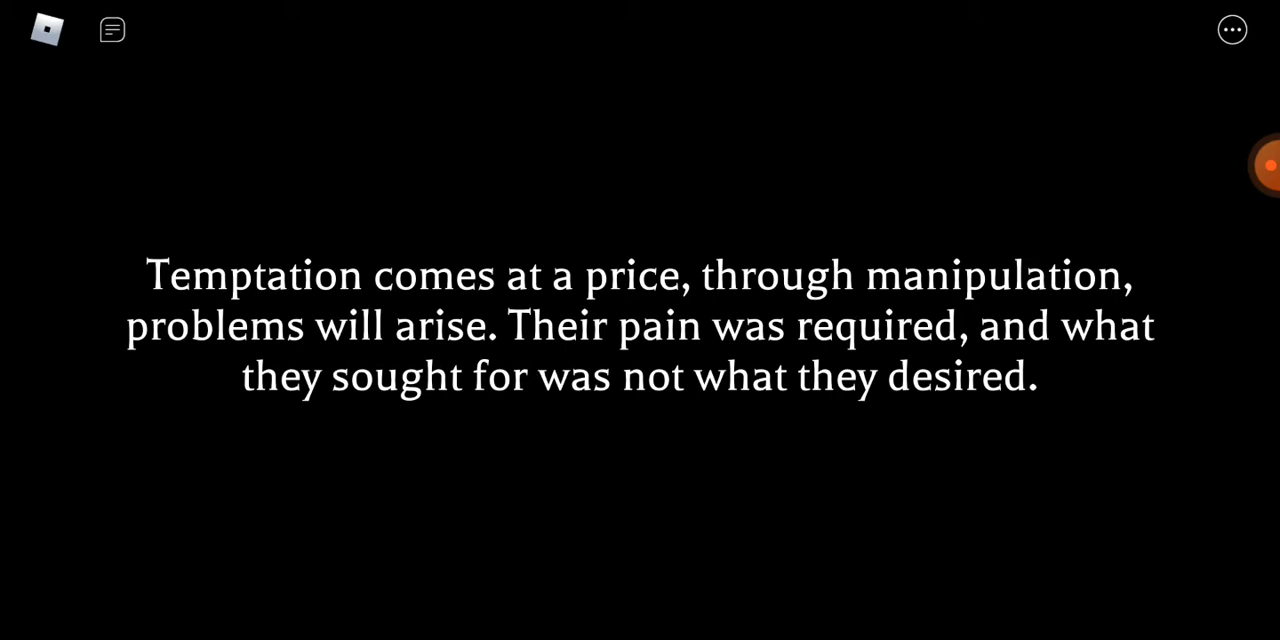 Temptation comes at a price, through manipulation,
problems will arise. Their pain was required, and what
they sought for was not what they desired.